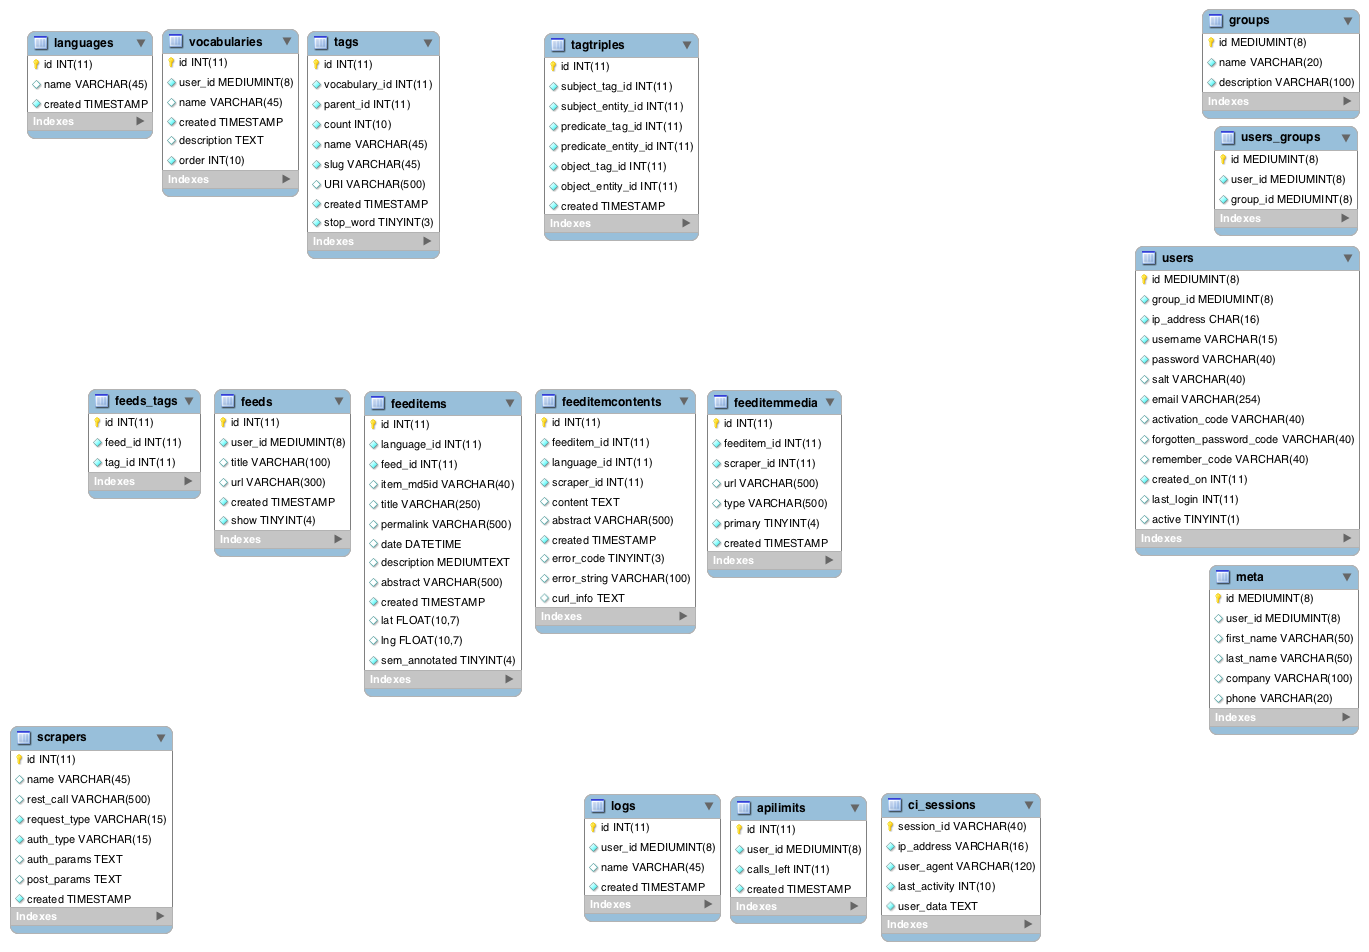 languages
id INT(11)
name VARCHAR(45)
created TIMESTAMP
Indexes
vocabularies
id INT(11)
user_id MEDIUMINT(8)
name VARCHAR(45)
created TIMESTAMP
description TEXT
order INT(10)
Indexes
tags
id INT(11)
vocabulary_id INT(11)
parent_id INT(11)
count INT(10)
name VARCHAR(45)
slug VARCHAR(45)
URI VARCHAR(500)
created TIMESTAMP
stop_word TINYINT(3)
Indexes
tagtriples
id INT(11)
subject_tag_id INT(11)
subject_entity_id INT(11)
predicate_tag_id INT(11)
predicate_entity_id INT(11)
object_tag_id INT(11)
object_entity_id INT(11)
created TIMESTAMP
Indexes
groups
id MEDIUMINT(8)
name VARCHAR(20)
description VARCHAR(100)
Indexes
users_groups
id MEDIUMINT(8)
user_id MEDIUMINT(8)
group_id MEDIUMINT(8)
Indexes
users
id MEDIUMINT(8)
group_id MEDIUMINT(8)
ip_address CHAR(16)
username VARCHAR(15)
password VARCHAR(40)
salt VARCHAR(40)
email VARCHAR(254)
activation_code VARCHAR(40)
forgotten_password_code VARCHAR(40)
remember_code VARCHAR(40)
created_on INT(11)
last_login INT(11)
active TINYINT(1)
Indexes
feeds_tags
id INT(11)
feed_id INT(11)
tag_id INT(11)
Indexes
feeds
id INT(11)
user_id MEDIUMINT(8)
title VARCHAR(100)
url VARCHAR(300)
created TIMESTAMP
show TINYINT(4)
Indexes
feeditems
id INT(11)
language_id INT(11)
feed_id INT(11)
item_md5id VARCHAR(40)
title VARCHAR(250)
permalink VARCHAR(500)
date DATETIME
description MEDIUMTEXT
abstract VARCHAR(500)
created TIMESTAMP
lat FLOAT(10,7)
lng FLOAT(10,7)
sem_annotated TINYINT(4)
Indexes
feeditemcontents
id INT(11)
feeditem_id INT(11)
language_id INT(11)
scraper_id INT(11)
content TEXT
abstract VARCHAR(500)
created TIMESTAMP
error_code TINYINT(3)
error_string VARCHAR(100)
curl_info TEXT
Indexes
feeditemmedia
id INT(11)
feeditem_id INT(11)
scraper_id INT(11)
url VARCHAR(500)
type VARCHAR(500)
primary TINYINT(4)
created TIMESTAMP
Indexes
meta
id MEDIUMINT(8)
user_id MEDIUMINT(8)
first_name VARCHAR(50)
last_name VARCHAR(50)
company VARCHAR(100)
phone VARCHAR(20)
Indexes
scrapers
id INT(11)
name VARCHAR(45)
rest_call VARCHAR(500)
request_type VARCHAR(15)
auth_type VARCHAR(15)
auth_params TEXT
post_params TEXT
created TIMESTAMP
Indexes
logs
id INT(11)
user_id MEDIUMINT(8)
name VARCHAR(45)
created TIMESTAMP
Indexes
apilimits
id INT(11)
user_id MEDIUMINT(8)
calls_left INT(11)
created TIMESTAMP
Indexes
ci_sessions
session_id VARCHAR(40)
ip_address VARCHAR(16)
user_agent VARCHAR(120)
last_activity INT(10)
user_data TEXT
Indexes